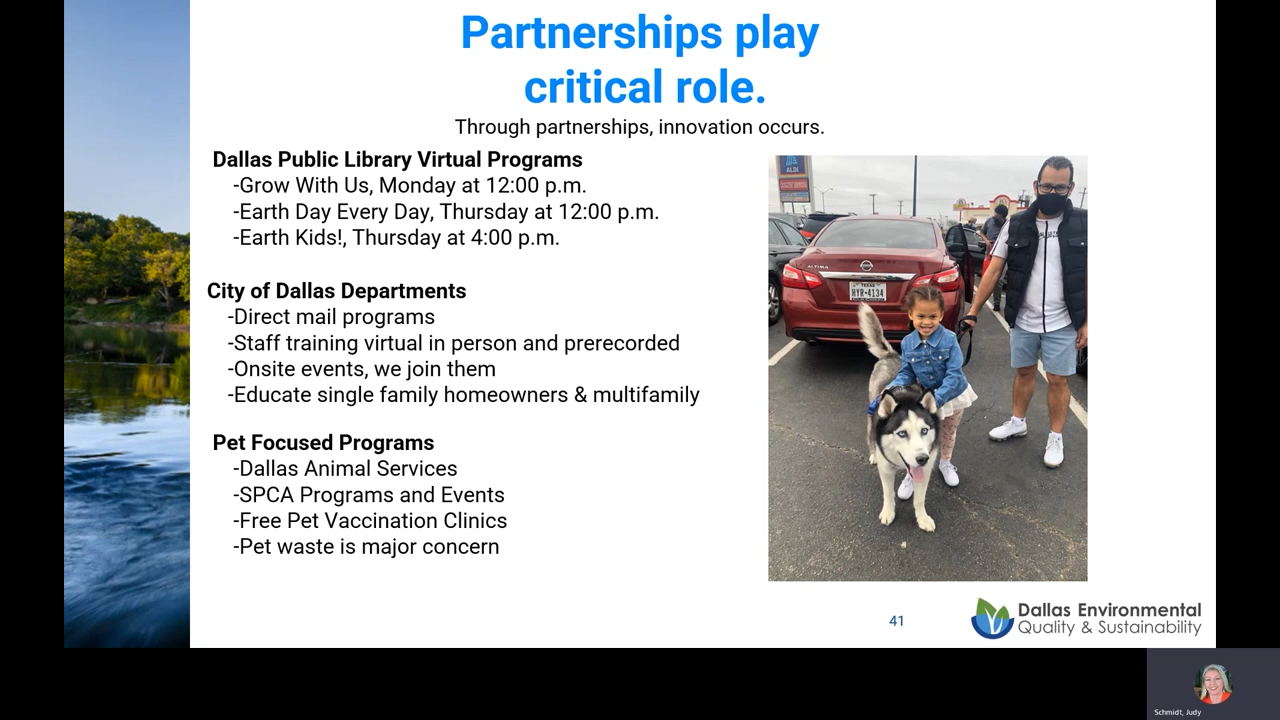 Partnerships play
critical role.
Through partnerships, innovation occurs.
Dallas Public Library Virtual Programs
-Grow With Us, Monday at 12:00 p.m.
-Earth Day Every Day, Thursday at 12:00 p.m.
-Earth Kids!, Thursday at 4:00 p.m.
City of Dallas Departments
-Direct mail programs
-Staff training virtual in person and prerecorded
-Onsite events, we join them
-Educate single family homeowners & multifamily
Pet Focused Programs
-Dallas Animal Services
-SPCA Programs and Events
-Free Pet Vaccination Clinics
-Pet waste is major concern
ALDI
ALTIMA
TEXAS
HYR•4134
41
Dallas Environmental
Quality & Sustainability
Schmidt, Judy